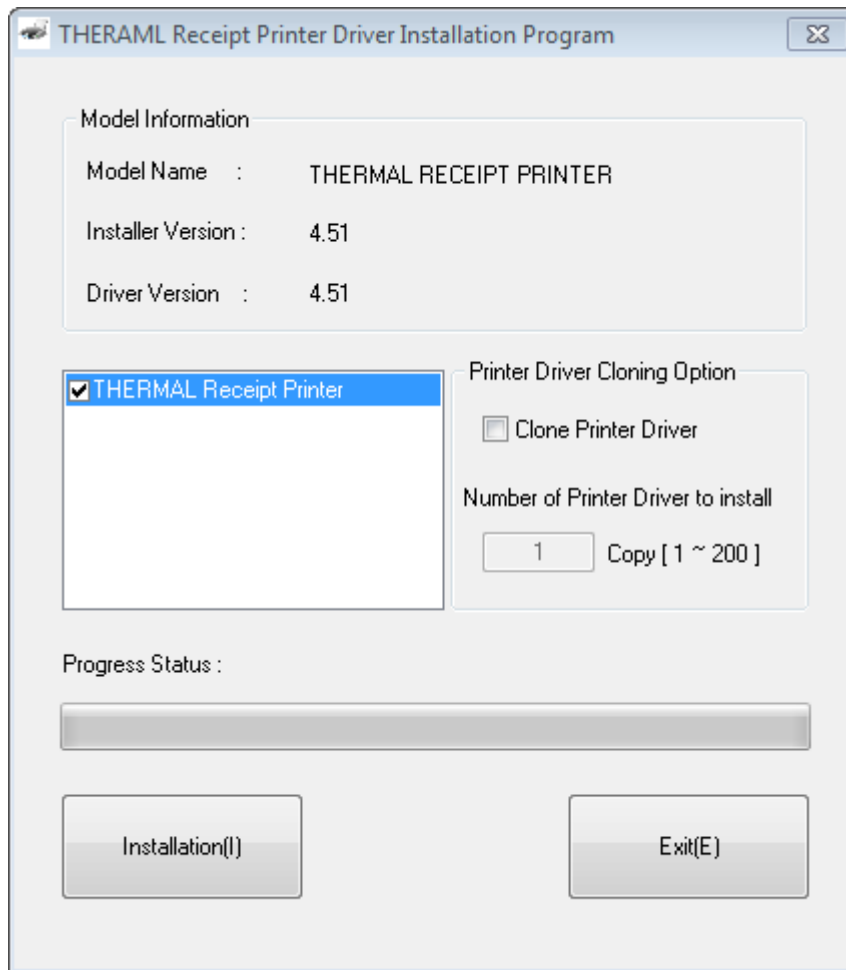 THERAML Receipt Printer Driver Installation Program
Model Information
Model Name : THERMAL RECEIPT PRINTER
Installer Version : 4.51
Driver Version : 4.51
THERMAL Receipt Printer
Printer Driver Cloning Option
Clone Printer Driver
Number of Printer Driver to install
1 Copy [ 1 ~ 200 ]
Progress Status :
Installation(I) Exit(E)